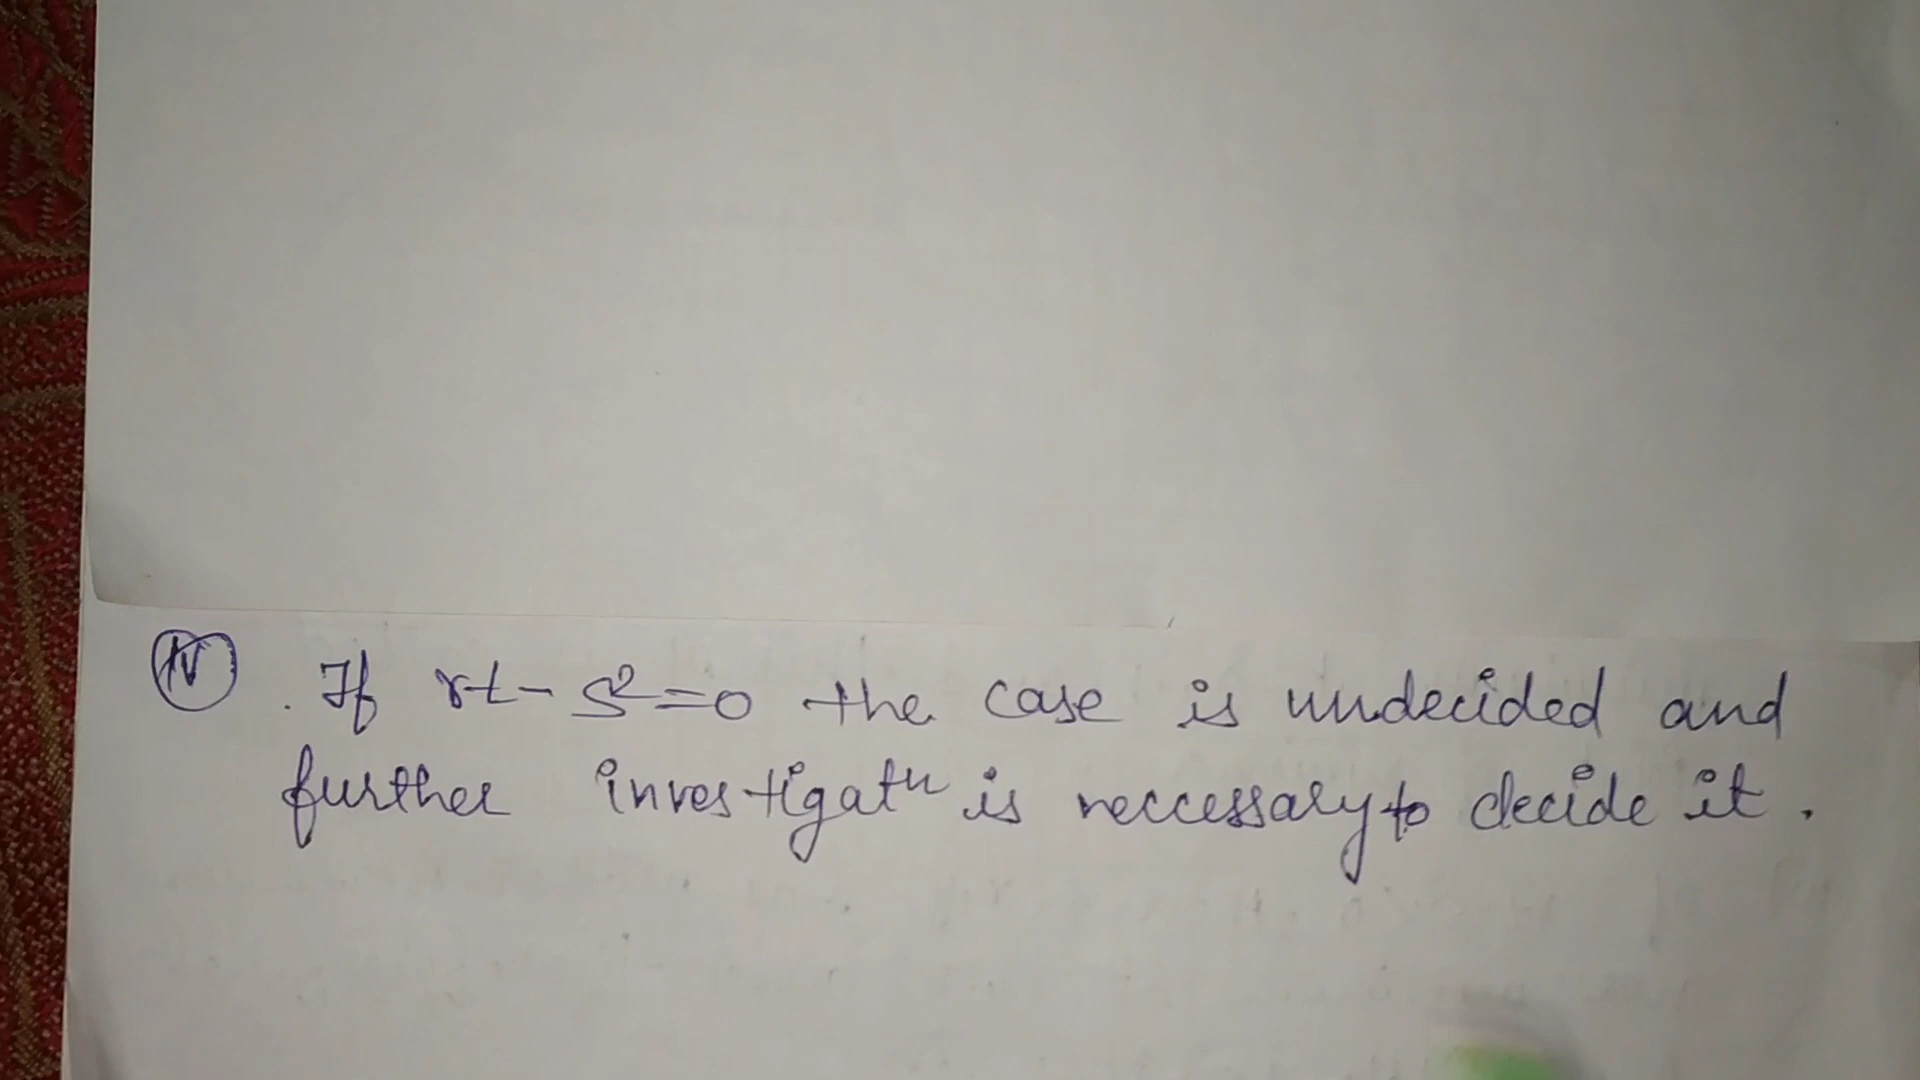 (IV). If rt - S² = 0 the case is undecided and
further investigatn is neccessary to decide it.